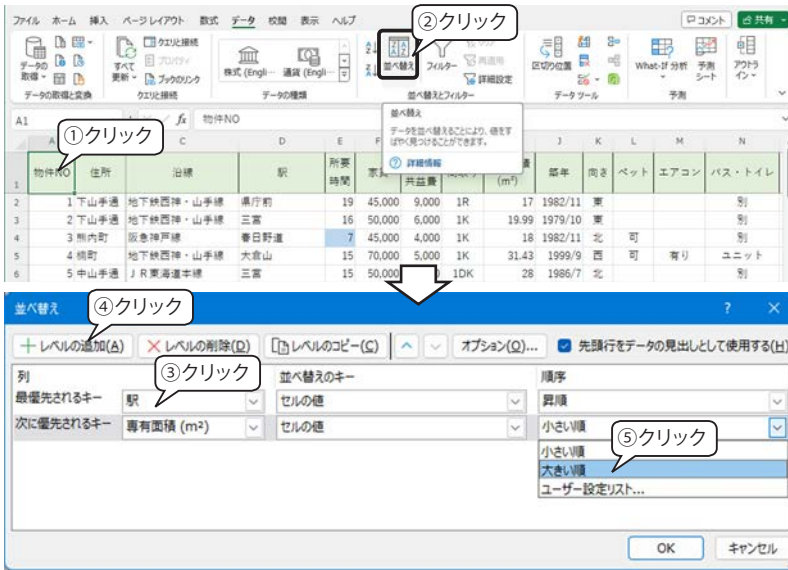 ファイル ホーム 挿入 ページレイアウト 数式 データ 校閲 表示 ヘルプ
コメント 共有
②クリック
データの取得 すべて更新 クエリと接続 プロパティ ブックのリンク
株式 (Engli… 通貨 (Engli…
並べ替え フィルター 再適用 詳細設定
区切り位置 What-If 分析 予測シート アウトライン
データの取得と変換 クエリと接続 データの種類 並べ替えとフィルター データ ツール 予測
A1 fx 物件NO
並べ替え
データを並べ替えることにより、値をすばやく見つけることができます。
詳細情報
①クリック
A C D E F J K L M N
1 物件NO 住所 沿線 駅 所要時間 家賃 共益費 (m²) 築年 向き ペット エアコン バス・トイレ
2 1 下山手通 地下鉄西神・山手線 県庁前 19 45,000 9,000 1R 17 1982/11 東 別
3 2 下山手通 地下鉄西神・山手線 三宮 16 50,000 6,000 1K 19.99 1979/10 東 別
4 3 熊内町 阪急神戸線 春日野道 7 45,000 4,000 1K 18 1982/11 北 可 別
5 4 楠町 地下鉄西神・山手線 大倉山 15 70,000 5,000 1K 31.43 1999/9 西 可 有り ユニット
6 5 中山手通 ＪＲ東海道本線 三宮 15 50,000 1DK 28 1986/7 北 別
並べ替え ? ×
④クリック
レベルの追加(A) レベルの削除(D) レベルのコピー(C) オプション(O)... 先頭行をデータの見出しとして使用する(H)
③クリック
列 並べ替えのキー 順序
最優先されるキー 駅 セルの値 昇順
次に優先されるキー 専有面積 (m²) セルの値 小さい順
⑤クリック
小さい順
大きい順
ユーザー設定リスト...
OK キャンセル